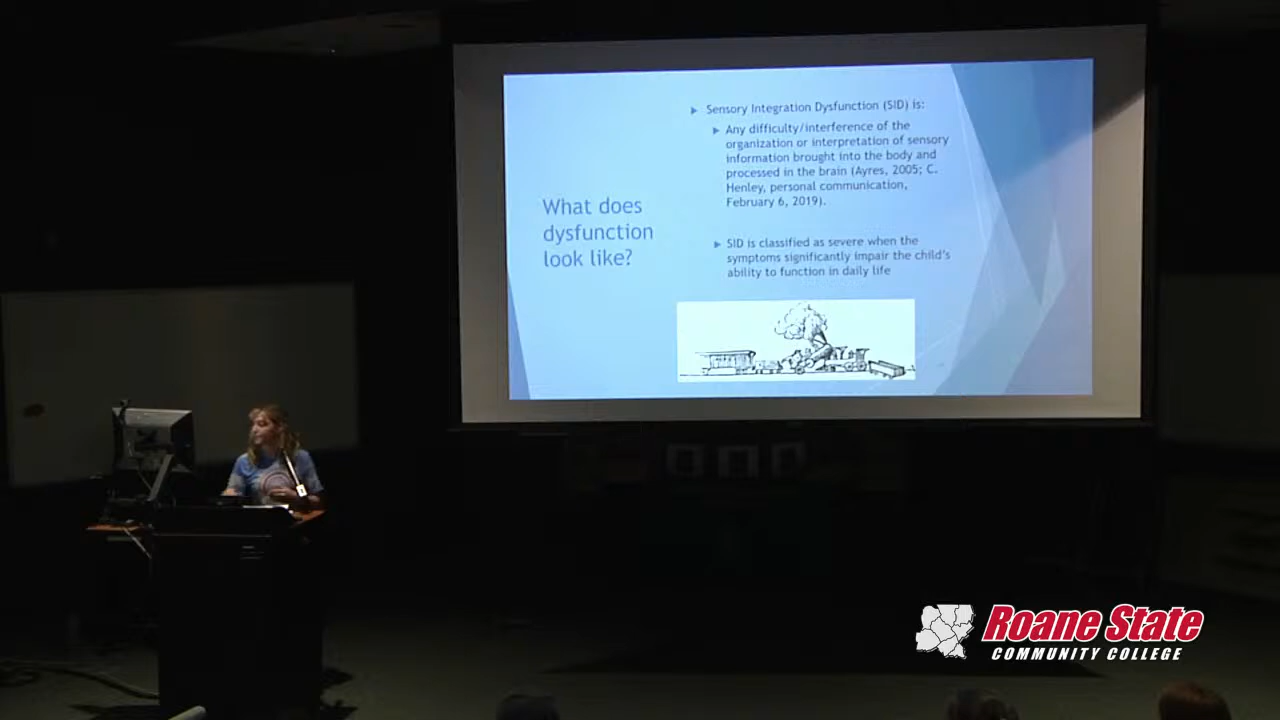 What does
dysfunction
look like?
Sensory Integration Dysfunction (SID) is:
Any difficulty/interference of the
organization or interpretation of sensory
information brought into the body and
processed in the brain (Ayres, 2005; C.
Henley, personal communication,
February 6, 2019).
SID is classified as severe when the
symptoms significantly impair the child's
ability to function in daily life
Roane State
COMMUNITY COLLEGE